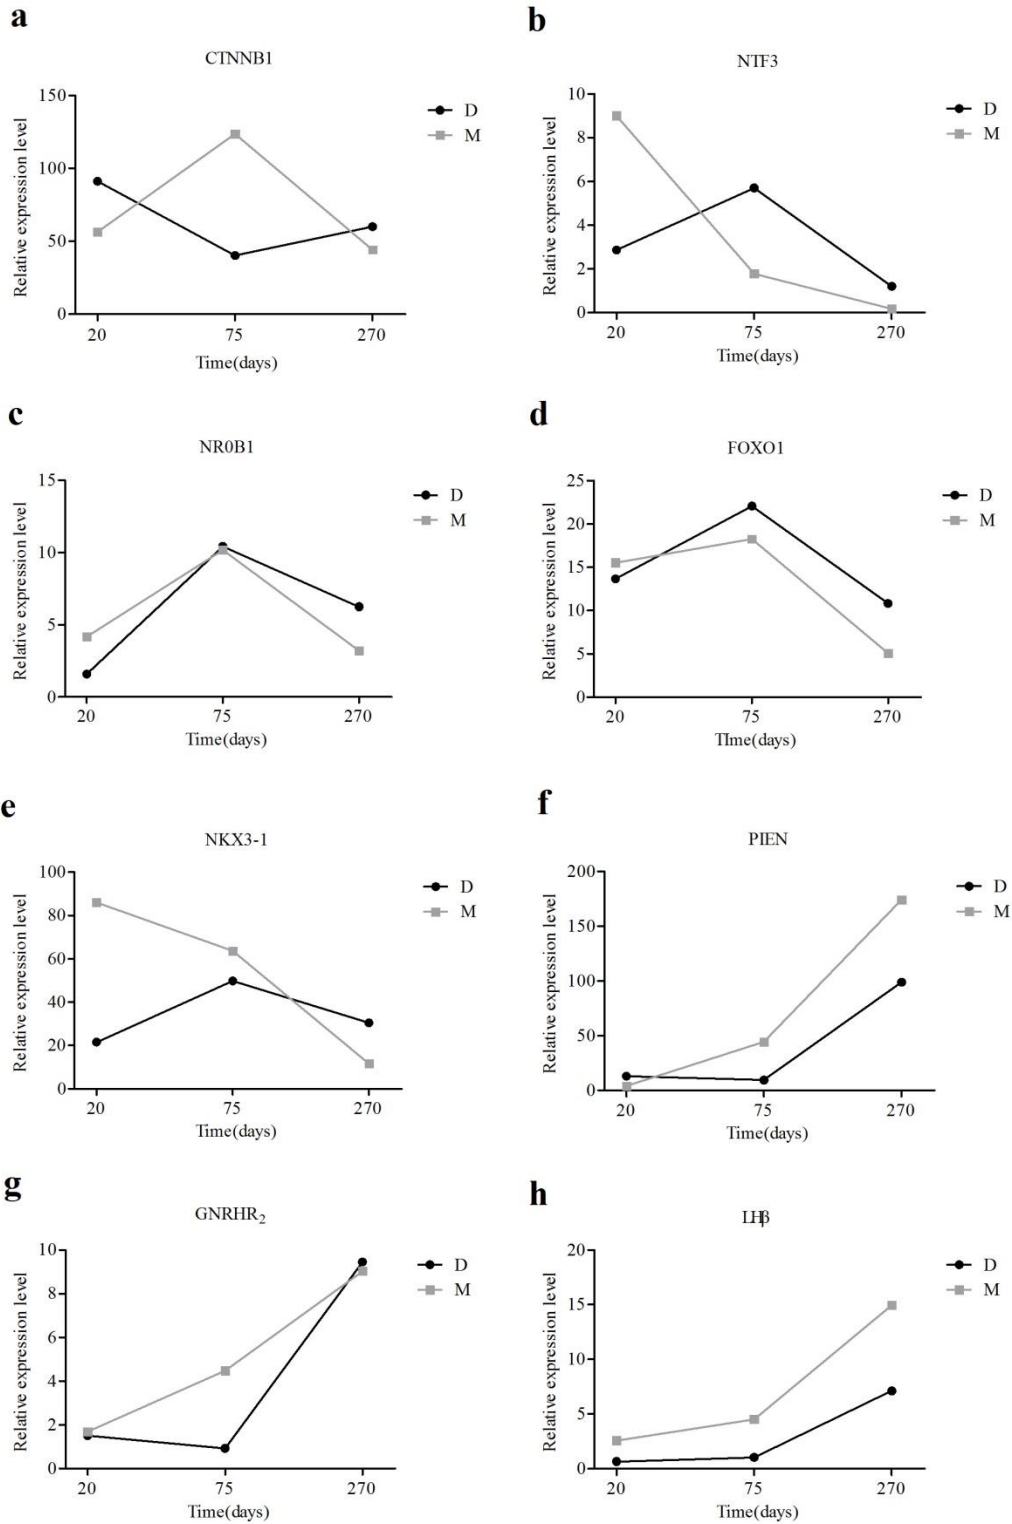 a
CTNNB1
Relative expression level
150
100
50
0
20 75 270
Time(days)
D
M
b
NTF3
Relative expression level
10
8
6
4
2
0
20 75 270
Time(days)
D
M
c
NR0B1
Relative expression level
15
10
5
0
20 75 270
Time(days)
D
M
d
FOXO1
Relative expression level
25
20
15
10
5
0
20 75 270
TIme(days)
D
M
e
NKX3-1
Relative expression level
100
80
60
40
20
0
20 75 270
Time(days)
D
M
f
PIEN
Relative expression level
200
150
100
50
0
20 75 270
Time(days)
D
M
g
GNRHR2
Relative expression level
10
8
6
4
2
0
20 75 270
Time(days)
D
M
h
LHβ
Relative expression level
20
15
10
5
0
20 75 270
Time(days)
D
M